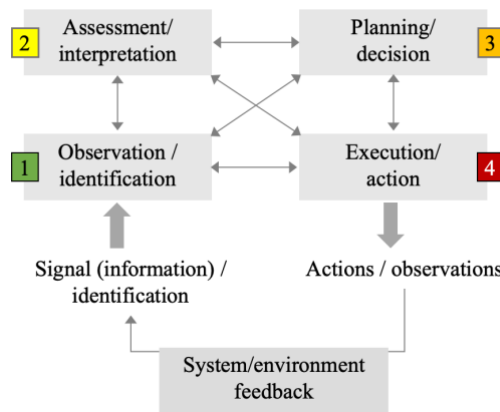 2
Assessment/
interpretation
Planning/
decision
3
1
Observation /
identification
Execution/
action
4
Signal (information) /
identification
Actions / observations
System/environment
feedback